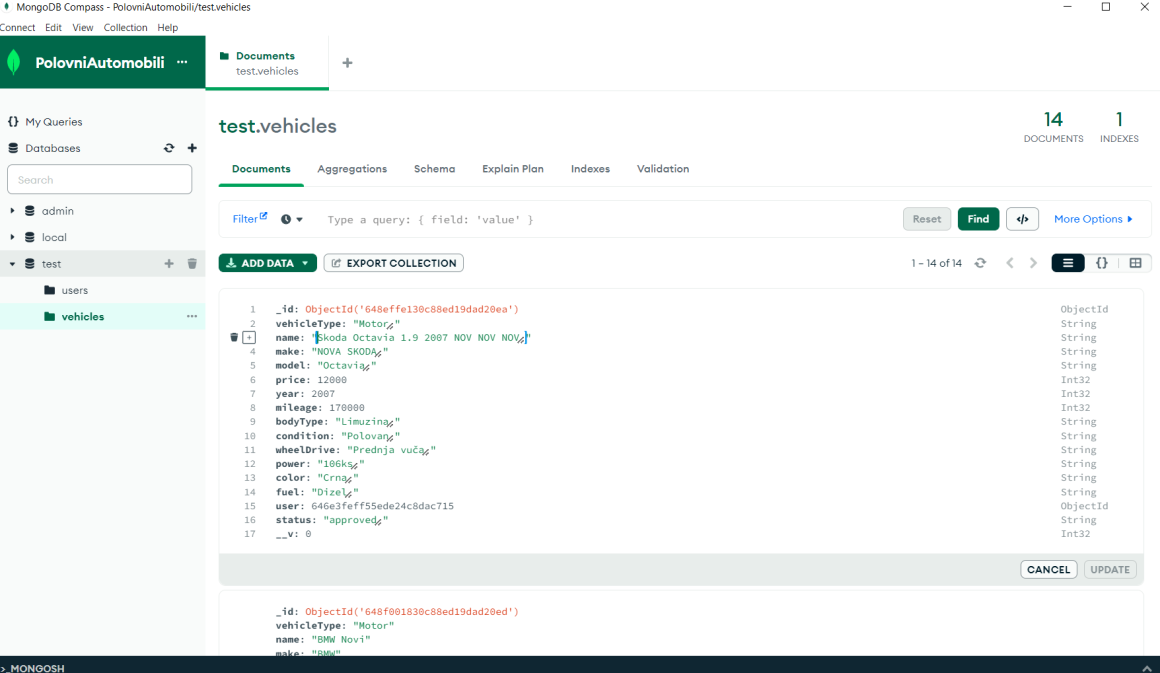 MongoDB Compass - PolovniAutomobili/test.vehicles
Connect Edit View Collection Help
PolovniAutomobili ...
Documents
test.vehicles
+
{} My Queries
Databases
Search
admin
local
test
users
vehicles ...
test.vehicles
14
DOCUMENTS
1
INDEXES
Documents Aggregations Schema Explain Plan Indexes Validation
Filter Type a query: { field: 'value' } Reset Find </> More Options
ADD DATA EXPORT COLLECTION 1 – 14 of 14 {}
1 _id: ObjectId('648effe130c88ed19dad20ea') ObjectId
2 vehicleType: "Motor" String
+ name: "Skoda Octavia 1.9 2007 NOV NOV NOV" String
4 make: "NOVA SKODA" String
5 model: "Octavia" String
6 price: 12000 Int32
7 year: 2007 Int32
8 mileage: 170000 Int32
9 bodyType: "Limuzina" String
10 condition: "Polovan" String
11 wheelDrive: "Prednja vuča" String
12 power: "106ks" String
13 color: "Crna" String
14 fuel: "Dizel" String
15 user: 646e3feff55ede24c8dac715 ObjectId
16 status: "approved" String
17 __v: 0 Int32
CANCEL UPDATE
_id: ObjectId('648f001830c88ed19dad20ed')
vehicleType: "Motor"
name: "BMW Novi"
make: "BMW"
>_MONGOSH